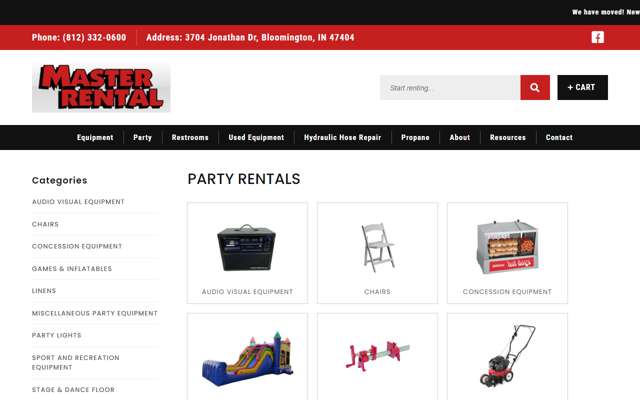 We have moved! New
Phone: (812) 332-0600
Address: 3704 Jonathan Dr, Bloomington, IN 47404
MASTER
RENTAL
Start renting...
+ CART
Equipment
Party
Restrooms
Used Equipment
Hydraulic Hose Repair
Propane
About
Resources
Contact
Categories
AUDIO VISUAL EQUIPMENT
CHAIRS
CONCESSION EQUIPMENT
GAMES & INFLATABLES
LINENS
MISCELLANEOUS PARTY EQUIPMENT
PARTY LIGHTS
SPORT AND RECREATION
EQUIPMENT
STAGE & DANCE FLOOR
PARTY RENTALS
AUDIO VISUAL EQUIPMENT
CHAIRS
hot dogs
CONCESSION EQUIPMENT